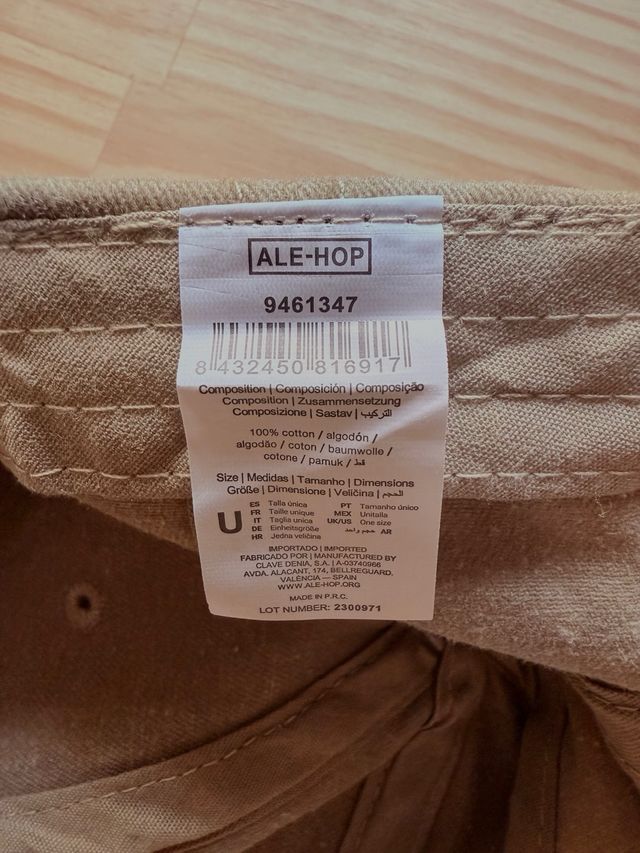 ALE-HOP
9461347
8 432450 816917
Composition | Composición | Composição
Composition | Zusammensetzung
Composizione | Sastav | التركيب
100% cotton / algodón /
algodão / coton / baumwolle /
cotone / pamuk / قط
Size | Medidas | Tamanho | Dimensions
Größe | Dimensione | Veličina | الحجم
U
ES Talla única
FR Taille unique
IT Taglia unica
DE Einheitsgröße
HR Jedna veličina
PT Tamanho único
MEX Unitalla
UK/US One size
حجم واحد AR
IMPORTADO | IMPORTED
FABRICADO POR | MANUFACTURED BY
CLAVE DENIA, S.A. | A-03740966
AVDA. ALACANT, 174, BELLREGUARD,
VALÈNCIA — SPAIN
WWW.ALE-HOP.ORG
MADE IN P.R.C.
LOT NUMBER: 2300971